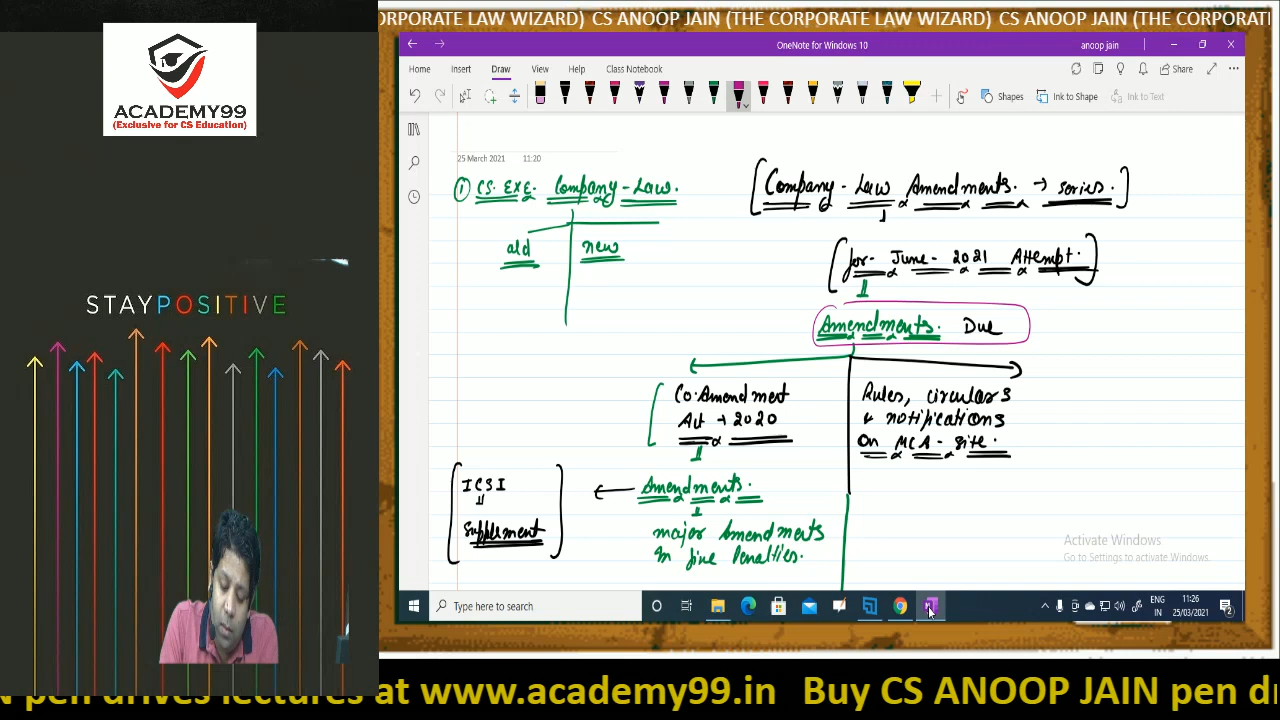 ORPORATE LAW WIZARD) CS ANOOP JAIN (THE CORPORATE LAW WIZARD) CS ANOOP JAIN (THE CORPORATI
ACADEMY99
(Exclusive for CS Education)
STAYPOSITIVE
OneNote for Windows 10
anoop jain
Home Insert Draw View Help Class Notebook
Share
Shapes Ink to Shape Ink to Text
25 March 2021 11:20
① CS. EXE. Company-Law.
old new
[Company-Law Amendments. → series.]
[for- June-2021 Attempt.]
Amendments. Due
Co. Amendment
Act → 2020
Rules, circulars
& notifications
On MCA-site.
ICSI
Supplement
Amendments.
major Amendments
in fine Penalties.
Activate Windows
Go to Settings to activate Windows.
Type here to search
ENG
IN
11:26
25/03/2021
2
N pen drives lectures at www.academy99.in Buy CS ANOOP JAIN pen dr